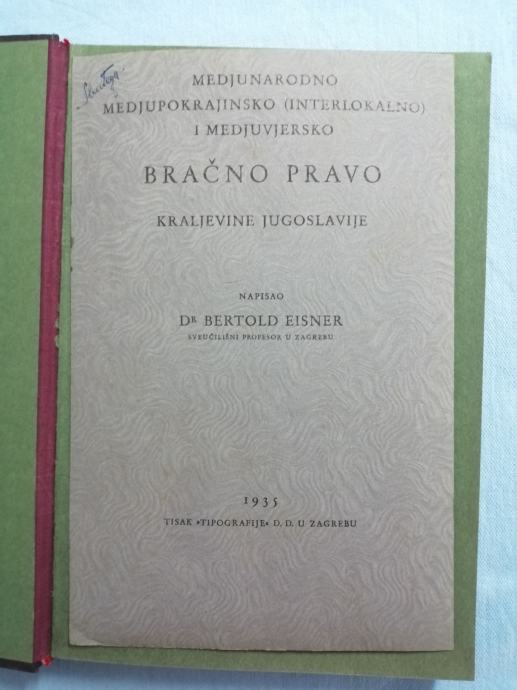 MEDJUNARODNO
MEDJUPOKRAJINSKO (INTERLOKALNO)
I MEDJUVJERSKO
BRAČNO PRAVO
KRALJEVINE JUGOSLAVIJE
NAPISAO
DR BERTOLD EISNER
SVEUČILIŠNI PROFESOR U ZAGREBU
1935
TISAK »TIPOGRAFIJE« D. D. U ZAGREBU